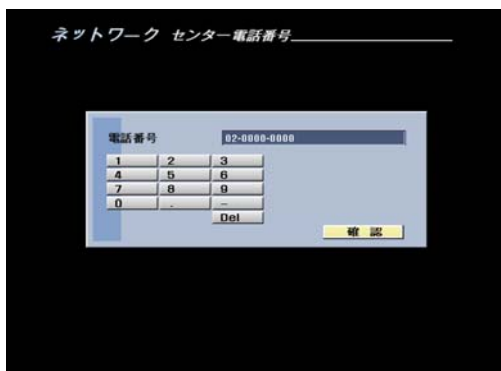 ネットワーク センター電話番号
電話番号 02-0000-0000
1 2 3
4 5 6
7 8 9
0 . -
Del
確 認